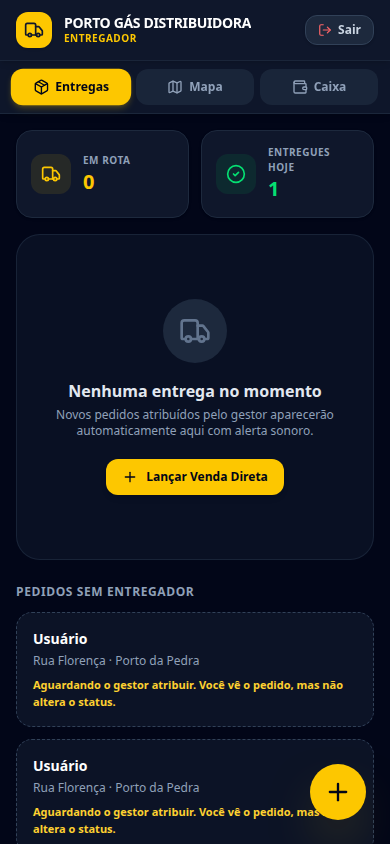 PORTO GÁS DISTRIBUIDORA
ENTREGADOR
Sair
Entregas
Mapa
Caixa
EM ROTA
0
ENTREGUES
HOJE
1
Nenhuma entrega no momento
Novos pedidos atribuídos pelo gestor aparecerão
automaticamente aqui com alerta sonoro.
Lançar Venda Direta
PEDIDOS SEM ENTREGADOR
Usuário
Rua Florença · Porto da Pedra
Aguardando o gestor atribuir. Você vê o pedido, mas não
altera o status.
Usuário
Rua Florença · Porto da Pedra
Aguardando o gestor atribuir. Você vê o pedido, mas
altera o status.